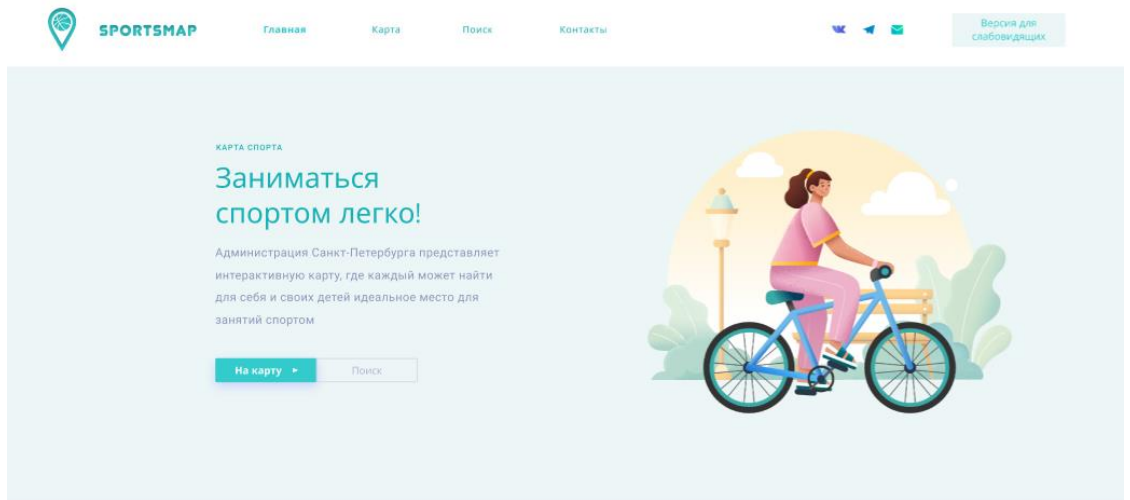 SPORTSMAP
Главная
Карта
Поиск
Контакты
Версия для
слабовидящих
КАРТА СПОРТА
Заниматься
спортом легко!
Администрация Санкт-Петербурга представляет
интерактивную карту, где каждый может найти
для себя и своих детей идеальное место для
занятий спортом
На карту
Поиск